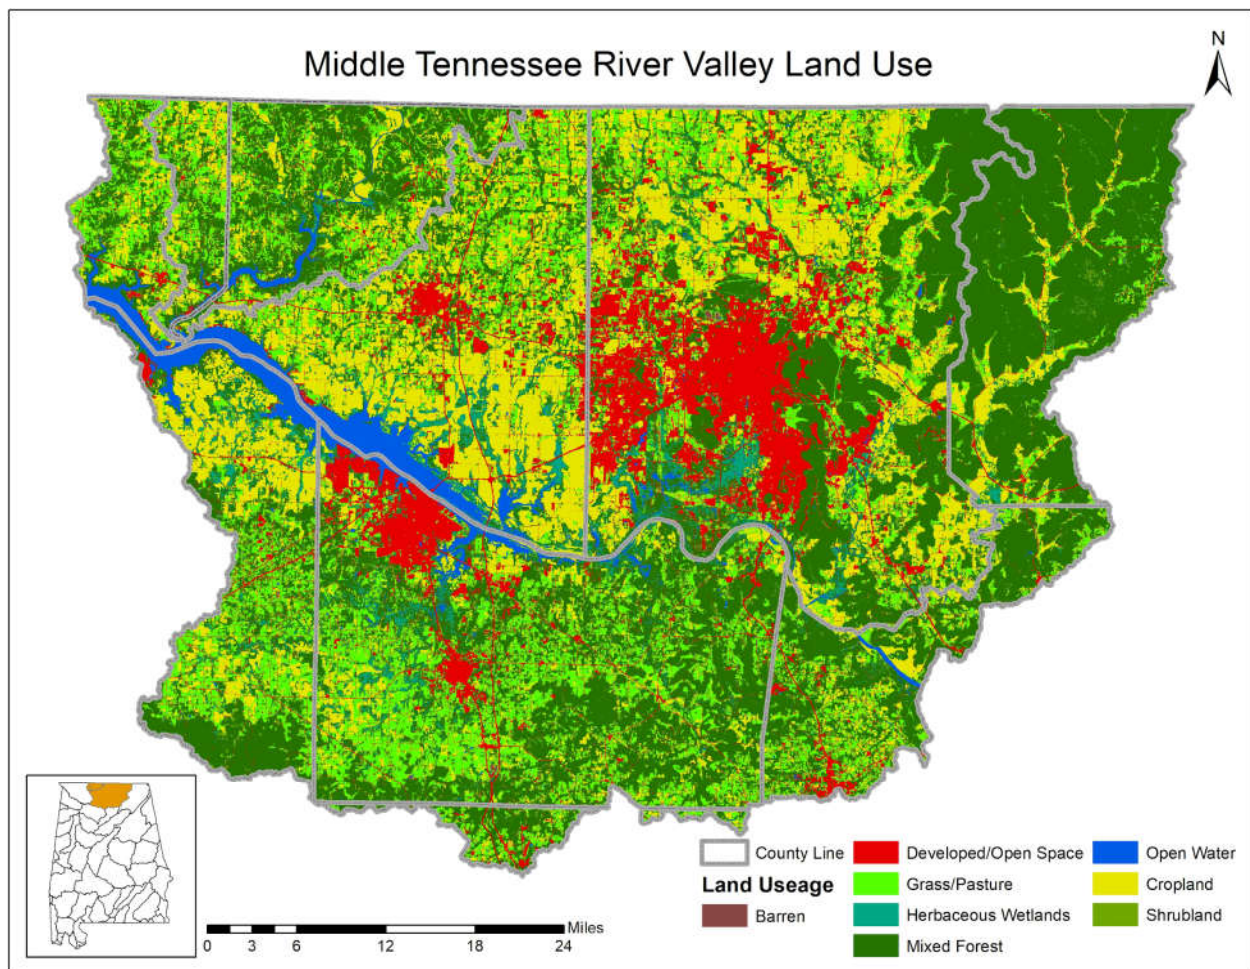 Middle Tennessee River Valley Land Use
N
County Line
Land Useage
Barren
Developed/Open Space
Grass/Pasture
Herbaceous Wetlands
Mixed Forest
Open Water
Cropland
Shrubland
Miles
0 3 6 12 18 24